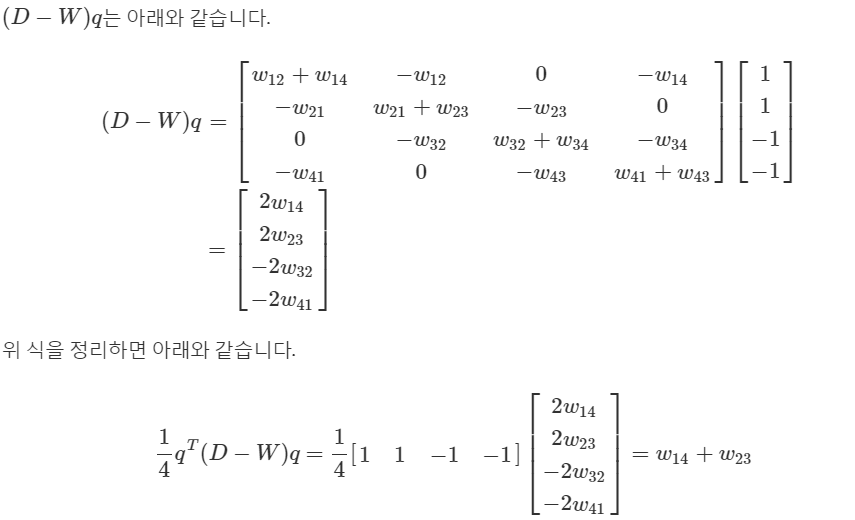 (D − W)q는 아래와 같습니다.
(D − W)q = [ w₁₂ + w₁₄ −w₁₂ 0 −w₁₄ ] [ 1 ]
[ −w₂₁ w₂₁ + w₂₃ −w₂₃ 0 ] [ 1 ]
[ 0 −w₃₂ w₃₂ + w₃₄ −w₃₄ ] [ −1 ]
[ −w₄₁ 0 −w₄₃ w₄₁ + w₄₃ ] [ −1 ]
= [ 2w₁₄ ]
[ 2w₂₃ ]
[ −2w₃₂ ]
[ −2w₄₁ ]
위 식을 정리하면 아래와 같습니다.
1/4 qᵀ(D − W)q = 1/4 [1 1 −1 −1] [ 2w₁₄ ] = w₁₄ + w₂₃
[ 2w₂₃ ]
[ −2w₃₂ ]
[ −2w₄₁ ]